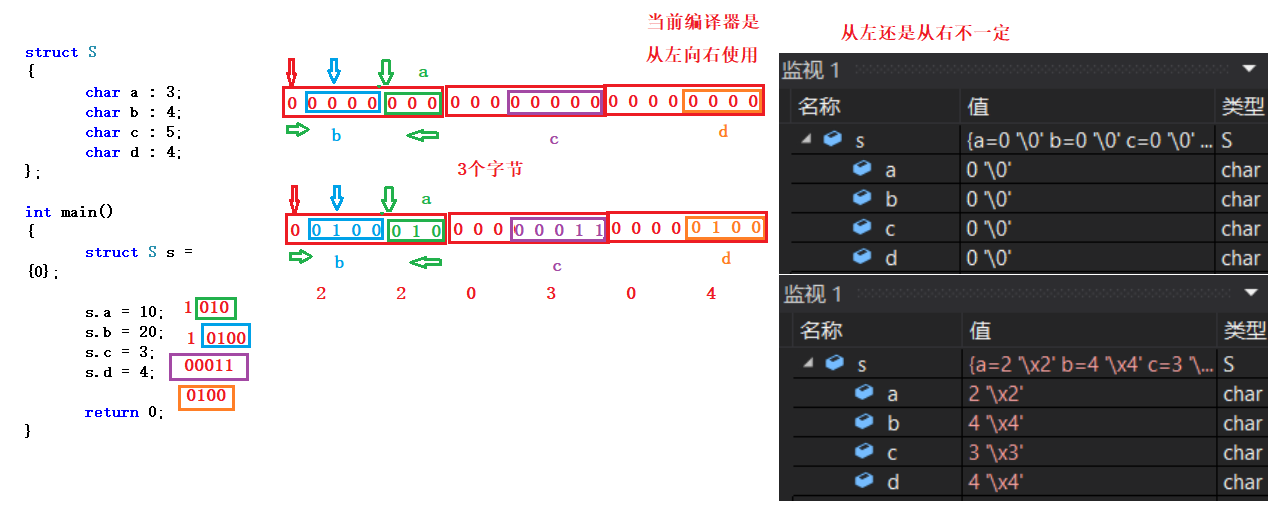 struct S
{
char a : 3;
char b : 4;
char c : 5;
char d : 4;
};
int main()
{
struct S s =
{0};
s.a = 10;
s.b = 20;
s.c = 3;
s.d = 4;
return 0;
}
1 010
1 0100
00011
0100
a
0 0 0 0 0 0 0 0 0 0 0 0 0 0 0 0 0 0 0 0 0 0 0 0
b
c
d
3个字节
a
0 0 1 0 0 0 1 0 0 0 0 0 0 0 1 1 0 0 0 0 0 1 0 0
b
c
d
2 2 0 3 0 4
当前编译器是
从左向右使用
从左还是从右不一定
监视 1
名称 值 类型
s {a=0 '\0' b=0 '\0' c=0 '\0' ... S
a 0 '\0' char
b 0 '\0' char
c 0 '\0' char
d 0 '\0' char
监视 1
名称 值 类型
s {a=2 '\x2' b=4 '\x4' c=3 '\... S
a 2 '\x2' char
b 4 '\x4' char
c 3 '\x3' char
d 4 '\x4' char